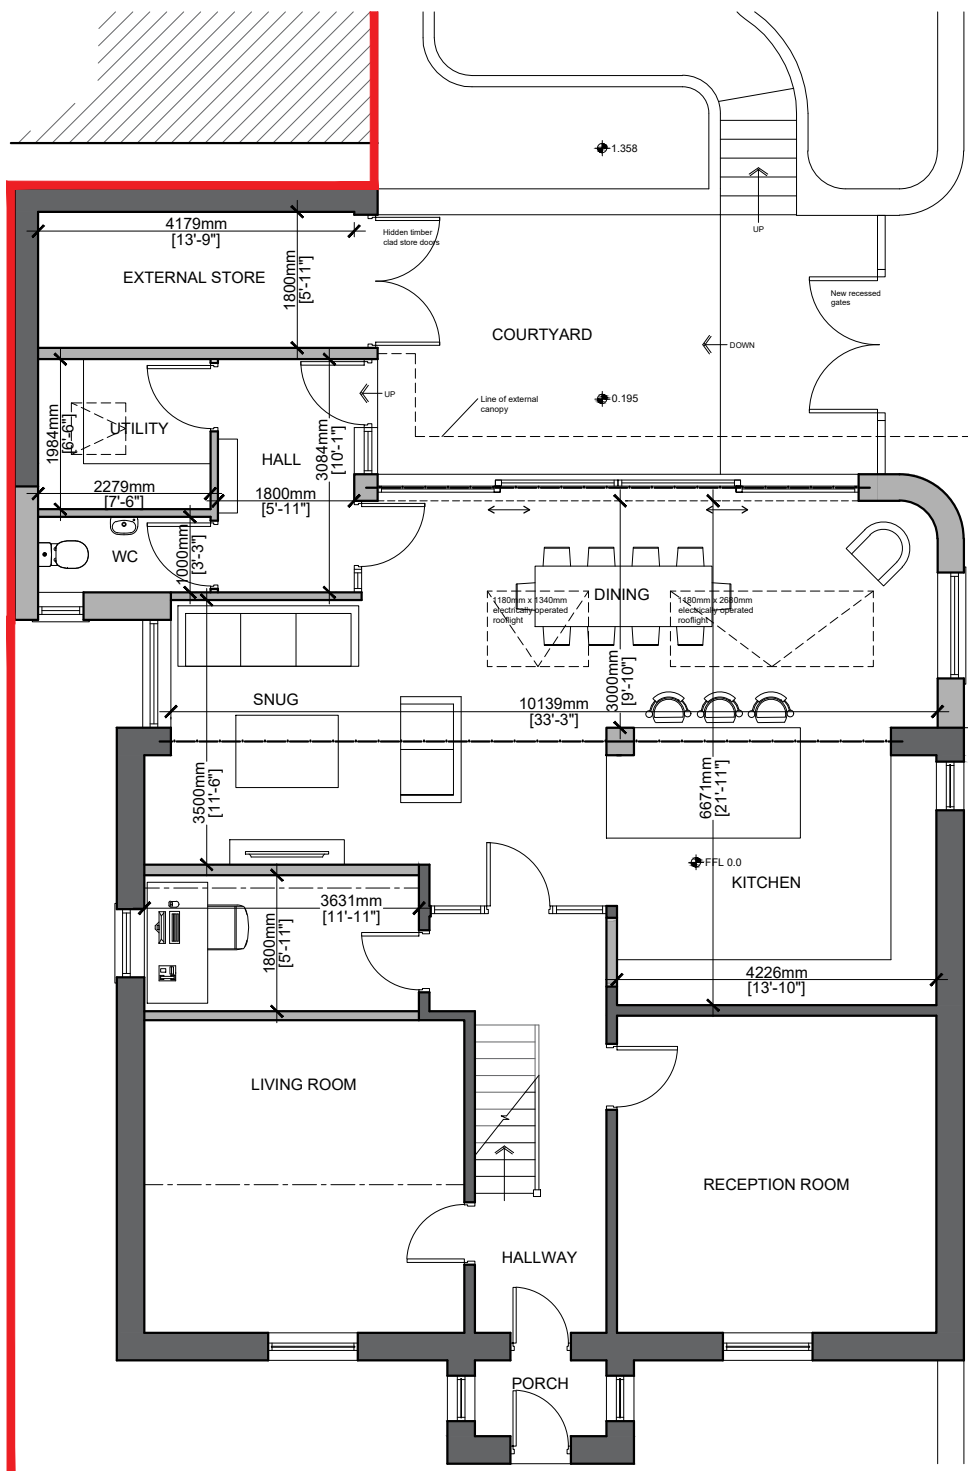 1.358
4179mm
[13'-9"]
Hidden timber
clad store doors
1800mm
[5'-11"]
EXTERNAL STORE
UP
New recessed
gates
COURTYARD
DOWN
UP
Line of external
canopy
0.195
1984mm
[6'-6"]
UTILITY
HALL
3084mm
[10'-1"]
2279mm
[7'-6"]
1800mm
[5'-11"]
WC
1000mm
[3'-3"]
1180mm x 1340mm
electrically operated
rooflight
DINING
1180mm x 2680mm
electrically operated
rooflight
3000mm
[9'-10"]
SNUG
10139mm
[33'-3"]
3500mm
[11'-6"]
6671mm
[21'-11"]
FFL 0.0
KITCHEN
3631mm
[11'-11"]
1800mm
[5'-11"]
4226mm
[13'-10"]
LIVING ROOM
RECEPTION ROOM
HALLWAY
PORCH